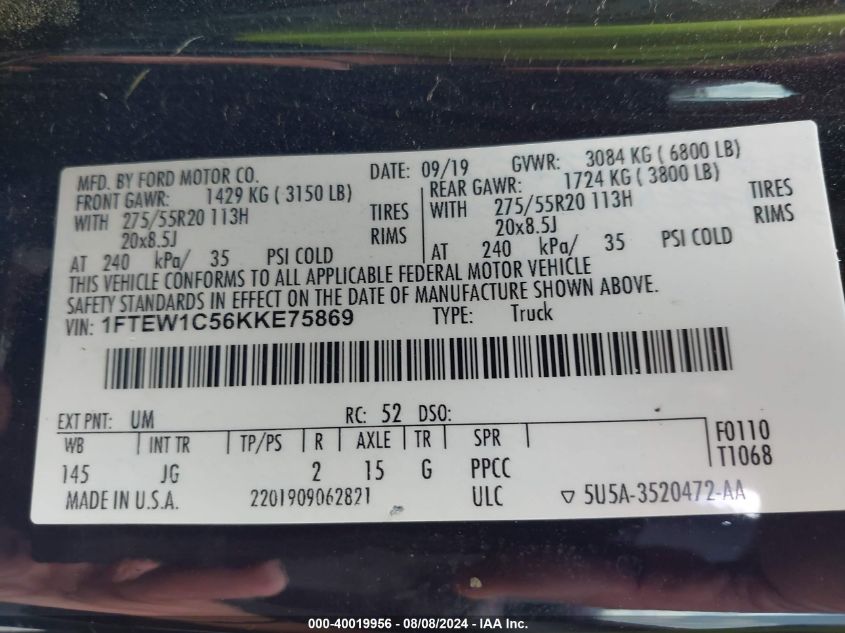 MFD. BY FORD MOTOR CO. DATE: 09/19 GVWR: 3084 KG ( 6800 LB)
FRONT GAWR: 1429 KG ( 3150 LB) REAR GAWR: 1724 KG ( 3800 LB)
WITH 275/55R20 113H TIRES WITH 275/55R20 113H TIRES
20x8.5J RIMS 20x8.5J RIMS
AT 240 kPa/ 35 PSI COLD AT 240 kPa/ 35 PSI COLD
THIS VEHICLE CONFORMS TO ALL APPLICABLE FEDERAL MOTOR VEHICLE
SAFETY STANDARDS IN EFFECT ON THE DATE OF MANUFACTURE SHOWN ABOVE.
VIN: 1FTEW1C56KKE75869 TYPE: Truck
EXT PNT: UM RC: 52 DSO:
WB INT TR TP/PS R AXLE TR SPR F0110
145 JG 2 15 G PPCC T1068
MADE IN U.S.A. 2201909062821 ULC ▽ 5U5A-3520472-AA
000-40019956 - 08/08/2024 - IAA Inc.